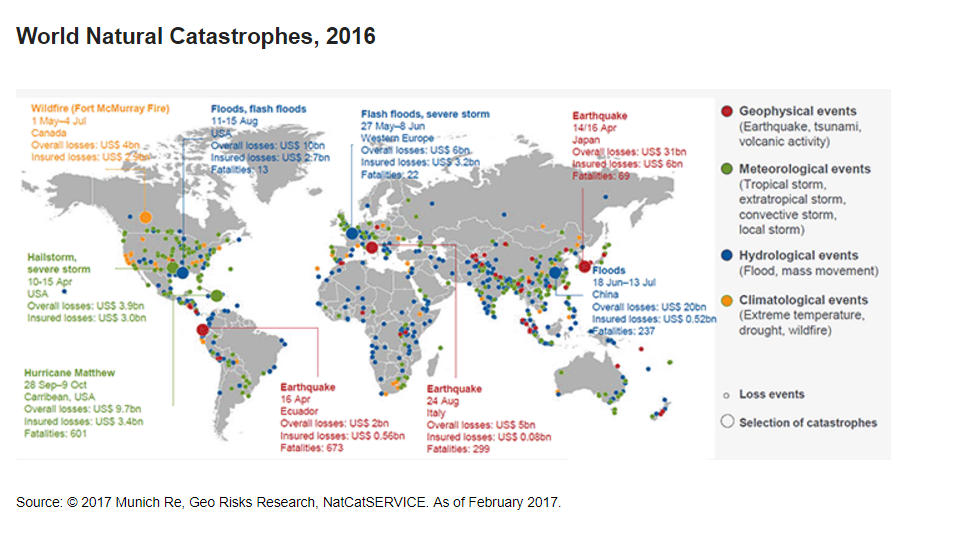 World Natural Catastrophes, 2016
Wildfire (Fort McMurray Fire)
1 May–4 Jul
Canada
Overall losses: US$ 4bn
Insured losses: US$
Floods, flash floods
11-15 Aug
USA
Overall losses: US$ 10bn
Insured losses: US$ 2.7bn
Fatalities: 13
Flash floods, severe storm
27 May–8 Jun
Western Europe
Overall losses: US$ 6bn
Insured losses: US$ 3.2bn
Fatalities: 22
Earthquake
14/16 Apr
Japan
Overall losses: US$ 31bn
Insured losses: US$ 6bn
Fatalities: 69
Hailstorm,
severe storm
10-15 Apr
USA
Overall losses: US$ 3.9bn
Insured losses: US$ 3.0bn
Floods
18 Jun–13 Jul
China
Overall losses: US$ 20bn
Insured losses: US$ 0.52bn
Fatalities: 237
Hurricane Matthew
28 Sep–9 Oct
Carribean, USA
Overall losses: US$ 9.7bn
Insured losses: US$ 3.4bn
Fatalities: 601
Earthquake
16 Apr
Ecuador
Overall losses: US$ 2bn
Insured losses: US$ 0.56bn
Fatalities: 673
Earthquake
24 Aug
Italy
Overall losses: US$ 5bn
Insured losses: US$ 0.08bn
Fatalities: 299
Geophysical events
(Earthquake, tsunami,
volcanic activity)
Meteorological events
(Tropical storm,
extratropical storm,
convective storm,
local storm)
Hydrological events
(Flood, mass movement)
Climatological events
(Extreme temperature,
drought, wildfire)
Loss events
Selection of catastrophes
Source: © 2017 Munich Re, Geo Risks Research, NatCatSERVICE. As of February 2017.